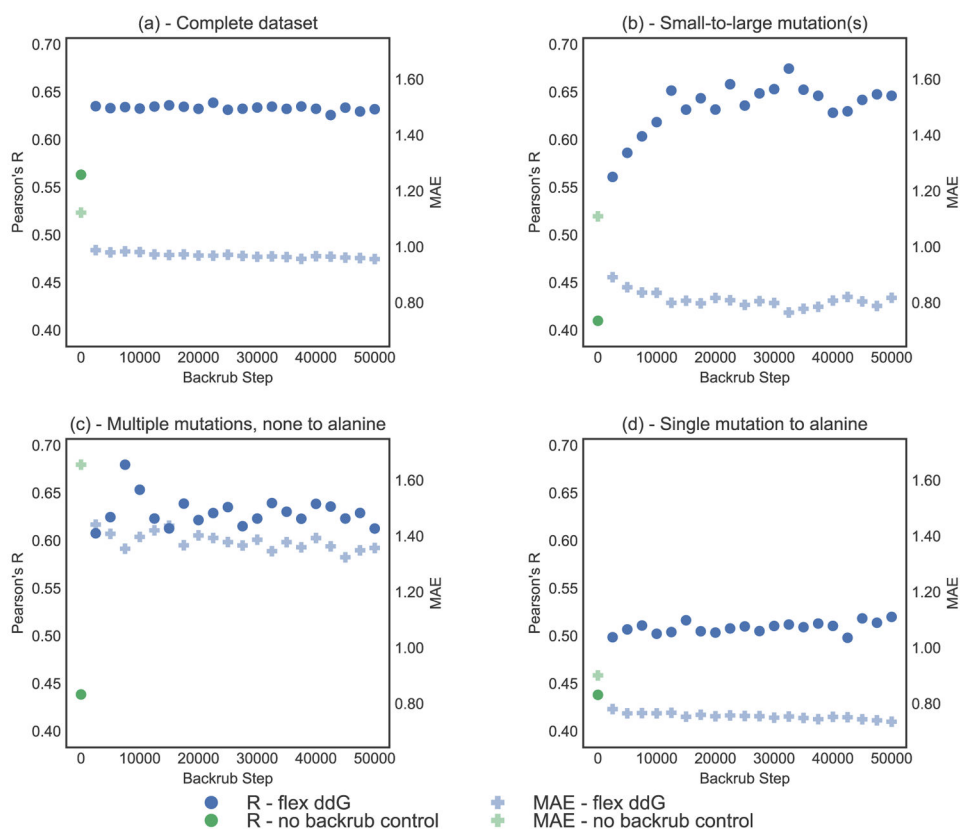 (a) - Complete dataset
0.70
0.65
0.60
0.55
0.50
0.45
0.40
Pearson's R
1.60
1.40
1.20
1.00
0.80
MAE
0 10000 20000 30000 40000 50000
Backrub Step
(b) - Small-to-large mutation(s)
0.70
0.65
0.60
0.55
0.50
0.45
0.40
Pearson's R
1.60
1.40
1.20
1.00
0.80
MAE
0 10000 20000 30000 40000 50000
Backrub Step
(c) - Multiple mutations, none to alanine
0.70
0.65
0.60
0.55
0.50
0.45
0.40
Pearson's R
1.60
1.40
1.20
1.00
0.80
MAE
0 10000 20000 30000 40000 50000
Backrub Step
(d) - Single mutation to alanine
0.70
0.65
0.60
0.55
0.50
0.45
0.40
Pearson's R
1.60
1.40
1.20
1.00
0.80
MAE
0 10000 20000 30000 40000 50000
Backrub Step
R - flex ddG
R - no backrub control
MAE - flex ddG
MAE - no backrub control